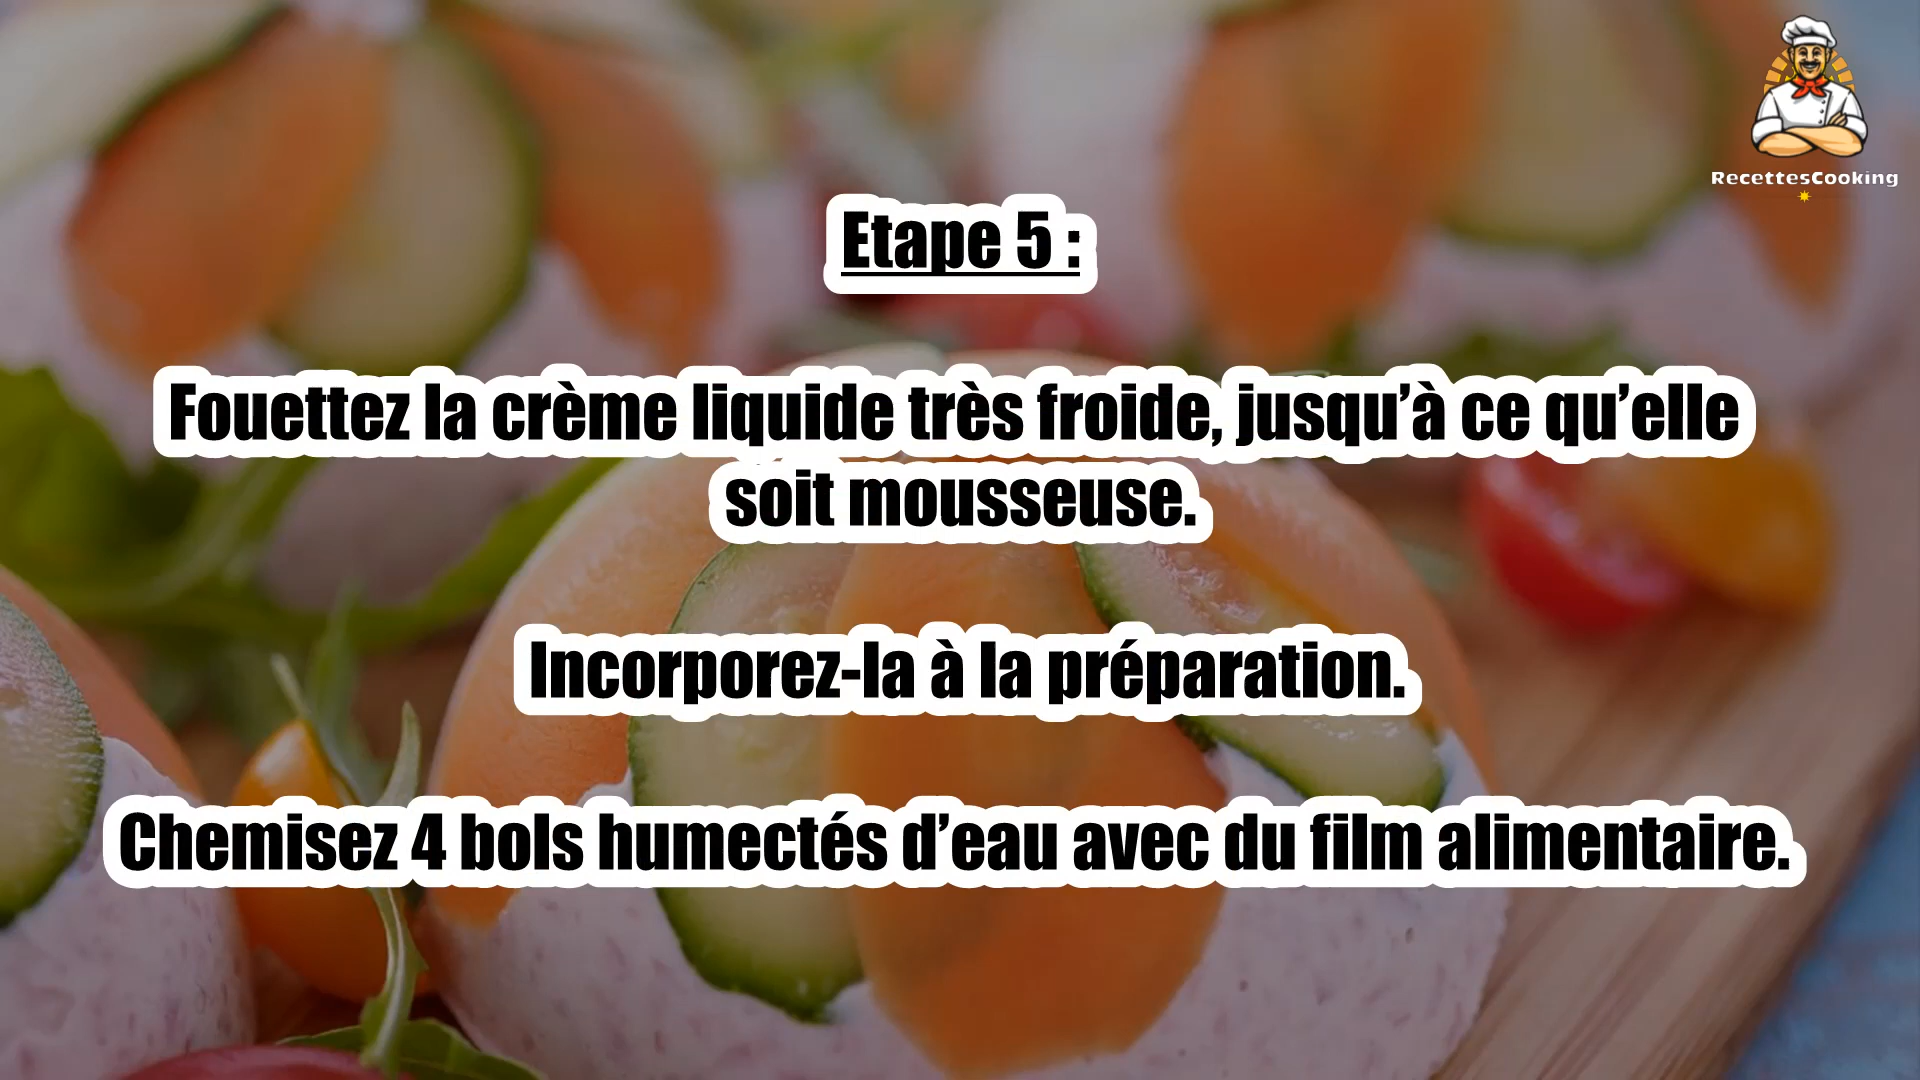 RecettesCooking
Etape 5 :
Fouettez la crème liquide très froide, jusqu’à ce qu’elle
soit mousseuse.
Incorporez-la à la préparation.
Chemisez 4 bols humectés d’eau avec du film alimentaire.